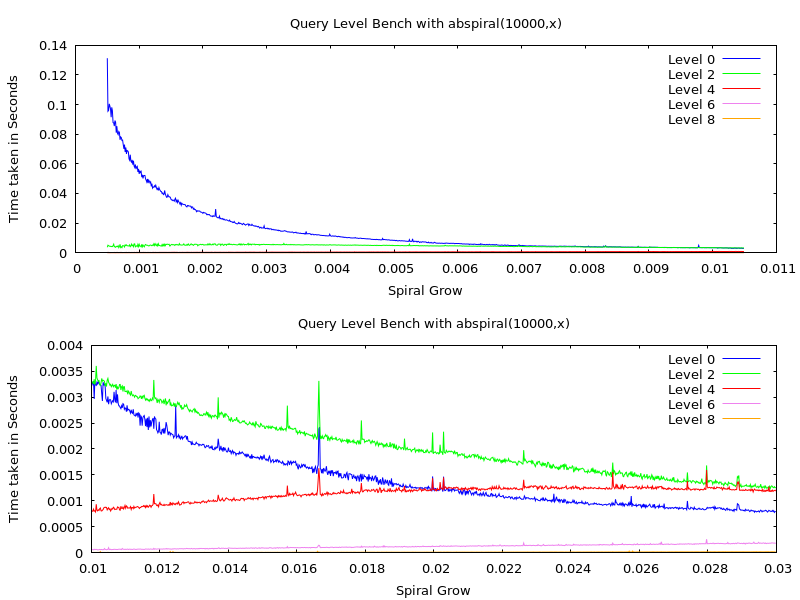 Query Level Bench with abspiral(10000,x)
Time taken in Seconds
0.14
0.12
0.1
0.08
0.06
0.04
0.02
0
Level 0
Level 2
Level 4
Level 6
Level 8
0 0.001 0.002 0.003 0.004 0.005 0.006 0.007 0.008 0.009 0.01 0.011
Spiral Grow
Query Level Bench with abspiral(10000,x)
Time taken in Seconds
0.004
0.0035
0.003
0.0025
0.002
0.0015
0.001
0.0005
0
Level 0
Level 2
Level 4
Level 6
Level 8
0.01 0.012 0.014 0.016 0.018 0.02 0.022 0.024 0.026 0.028 0.03
Spiral Grow